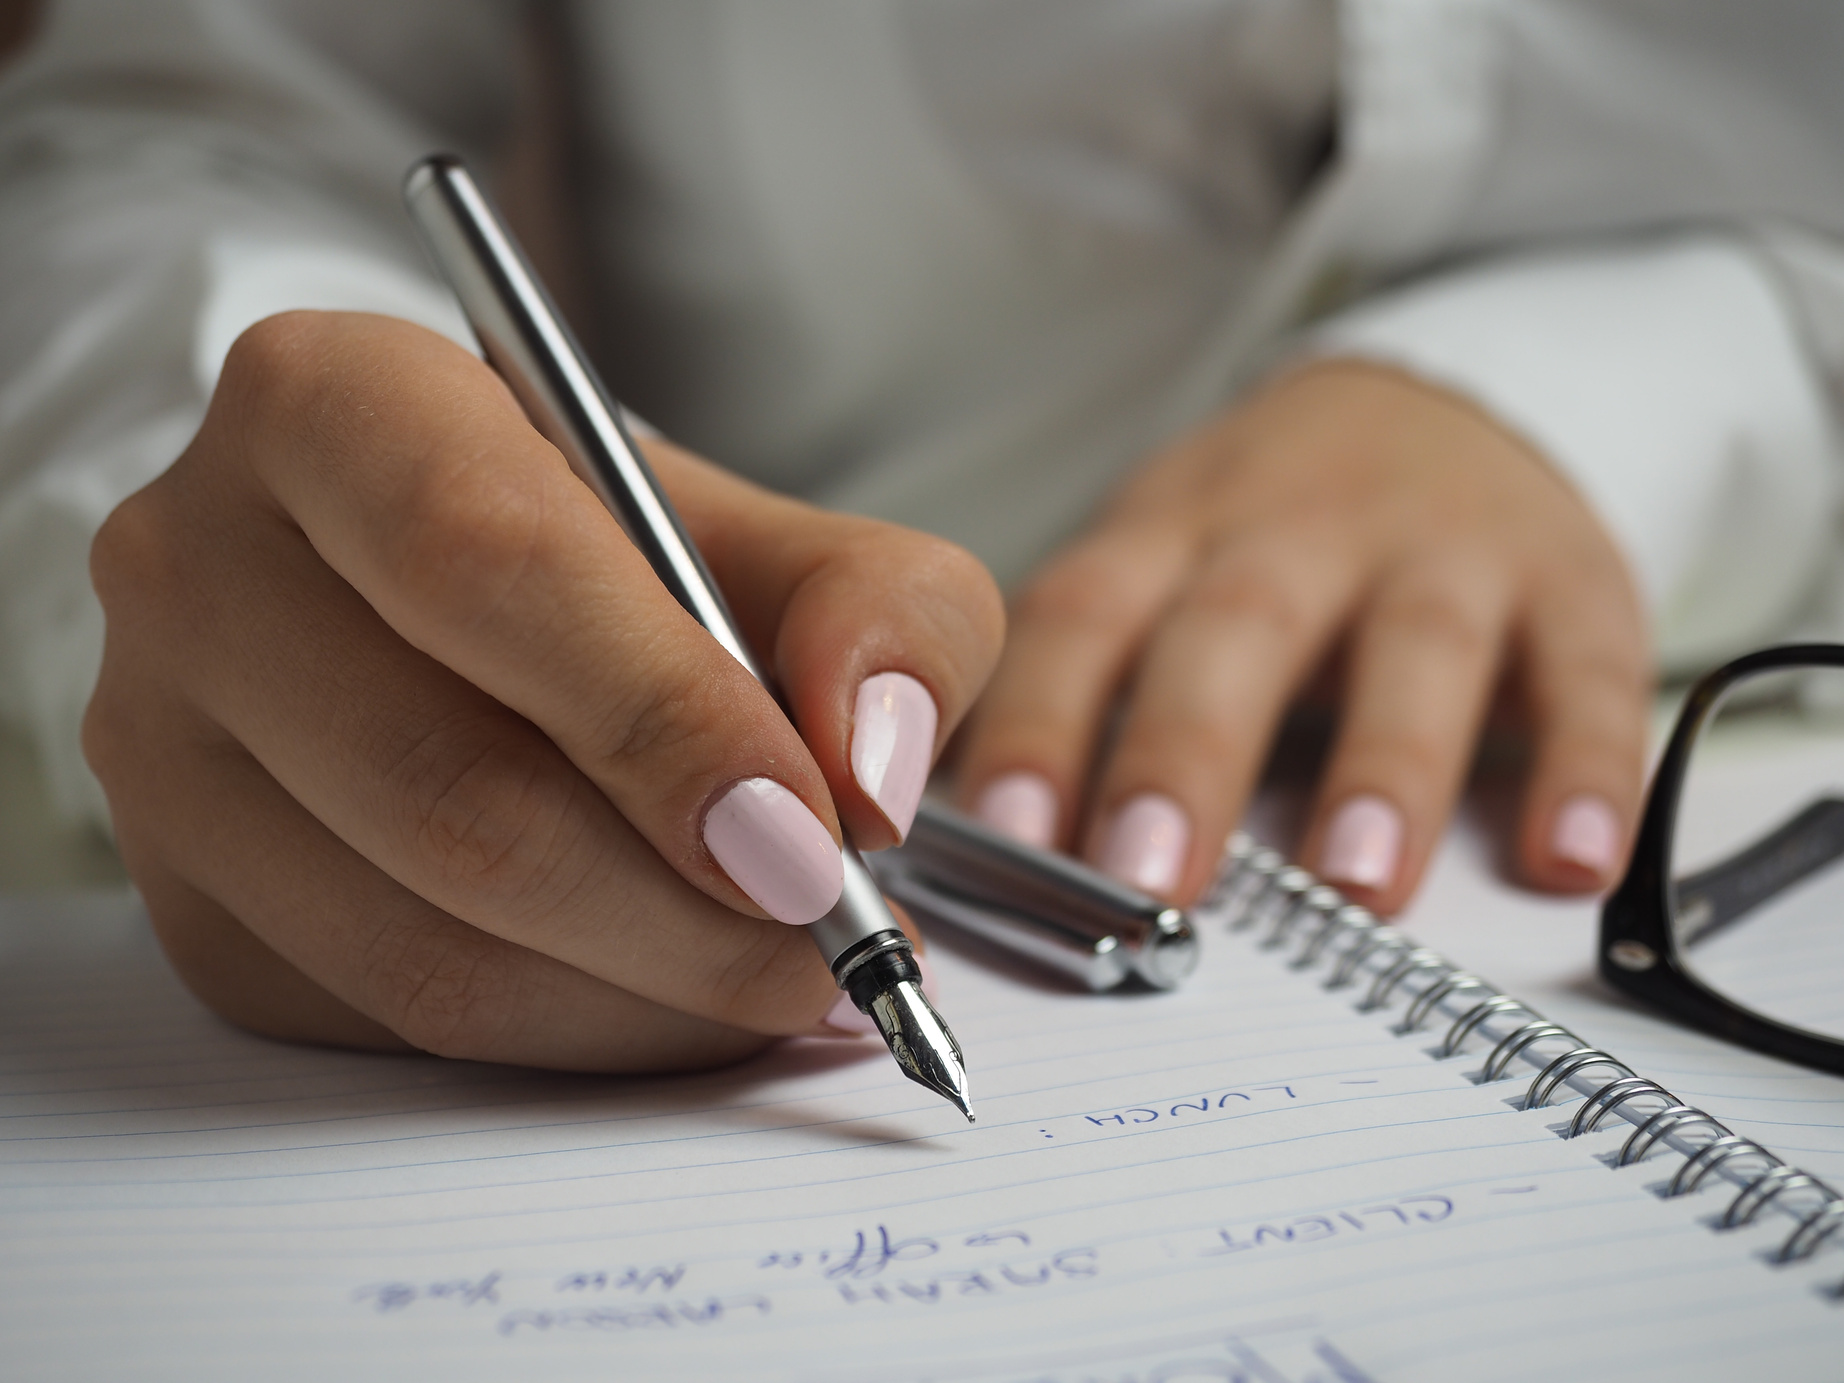 - CLIENT : SARAH LARSON
↳ office New York
- LUNCH :